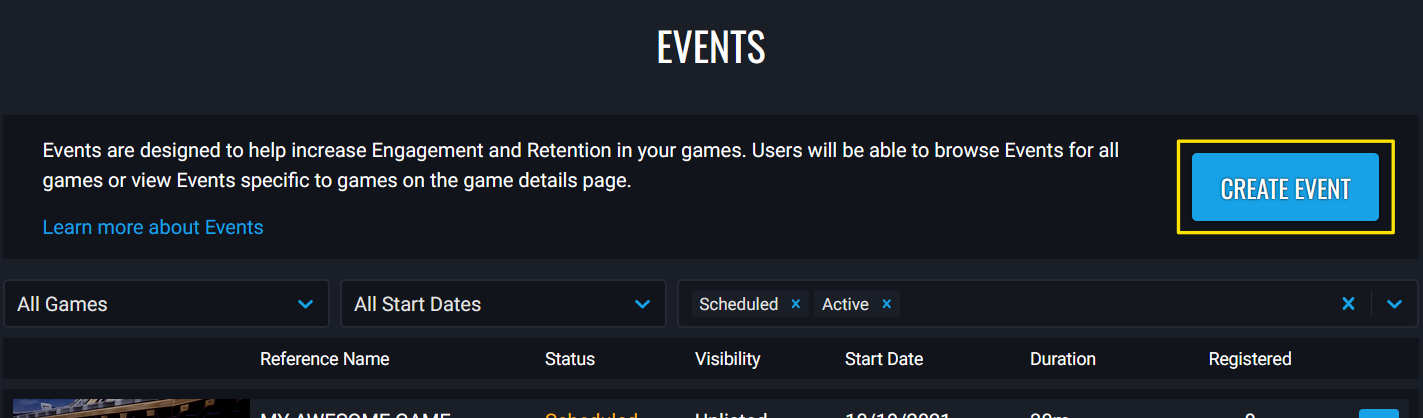 EVENTS
Events are designed to help increase Engagement and Retention in your games. Users will be able to browse Events for all
games or view Events specific to games on the game details page.
CREATE EVENT
Learn more about Events
All Games
All Start Dates
Scheduled
Active
Reference Name Status Visibility Start Date Duration Registered
MY AWESOME GAME Scheduled Unlisted 10/10/2021 30m 0